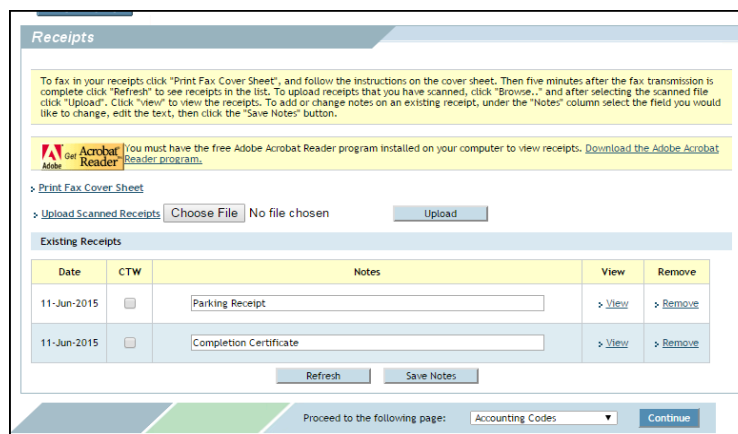 Receipts
To fax in your receipts click "Print Fax Cover Sheet", and follow the instructions on the cover sheet. Then five minutes after the fax transmission is
complete click "Refresh" to see receipts in the list. To upload receipts that you have scanned, click "Browse.." and after selecting the scanned file
click "Upload". Click "view" to view the receipts. To add or change notes on an existing receipt, under the "Notes" column select the field you would
like to change, edit the text, then click the "Save Notes" button.
Adobe Get Acrobat Reader
You must have the free Adobe Acrobat Reader program installed on your computer to view receipts. Download the Adobe Acrobat
Reader program.
Print Fax Cover Sheet
Upload Scanned Receipts Choose File No file chosen Upload
Existing Receipts
Date CTW Notes View Remove
11-Jun-2015 Parking Receipt View Remove
11-Jun-2015 Completion Certificate View Remove
Refresh Save Notes
Proceed to the following page: Accounting Codes Continue